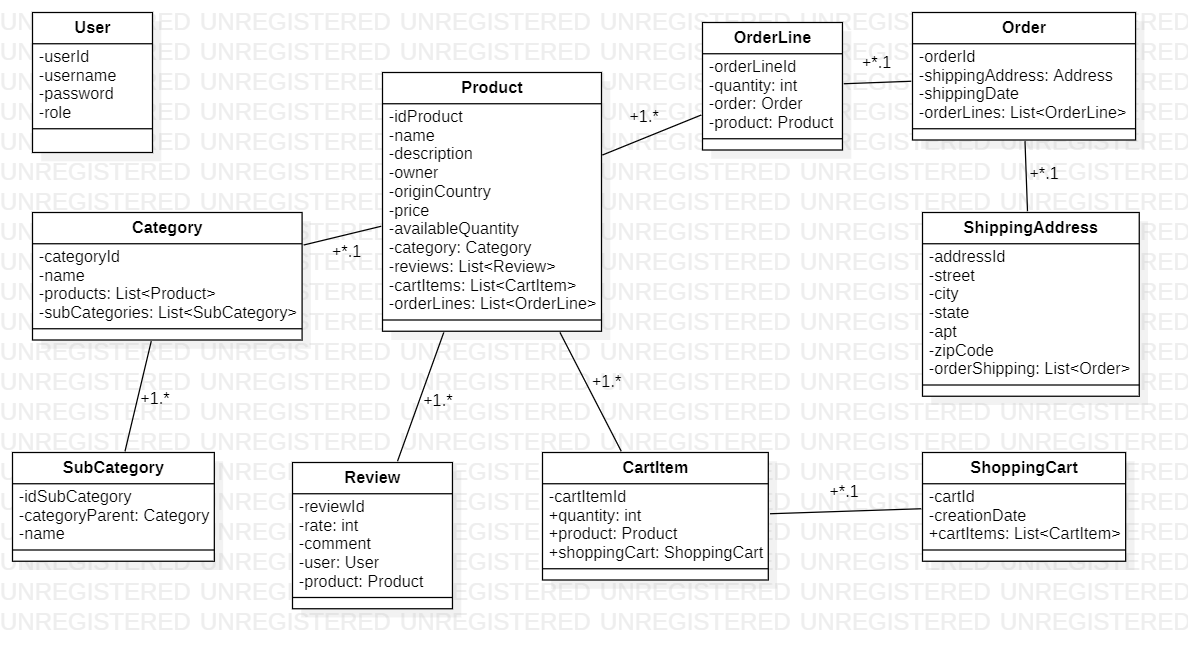 User
-userId
-username
-password
-role
Product
-idProduct
-name
-description
-owner
-originCountry
-price
-availableQuantity
-category: Category
-reviews: List<Review>
-cartItems: List<CartItem>
-orderLines: List<OrderLine>
+1.*
OrderLine
-orderLineId
-quantity: int
-order: Order
-product: Product
+*.1
Order
-orderId
-shippingAddress: Address
-shippingDate
-orderLines: List<OrderLine>
+*.1
Category
-categoryId
-name
-products: List<Product>
-subCategories: List<SubCategory>
+*.1
ShippingAddress
-addressId
-street
-city
-state
-apt
-zipCode
-orderShipping: List<Order>
+1.*
+1.*
+1.*
SubCategory
-idSubCategory
-categoryParent: Category
-name
Review
-reviewId
-rate: int
-comment
-user: User
-product: Product
CartItem
-cartItemId
+quantity: int
+product: Product
+shoppingCart: ShoppingCart
+*.1
ShoppingCart
-cartId
-creationDate
+cartItems: List<CartItem>
UNREGISTERED UNREGISTERED UNREGISTERED UNREGISTERED UNREGISTERED UNREGISTERED